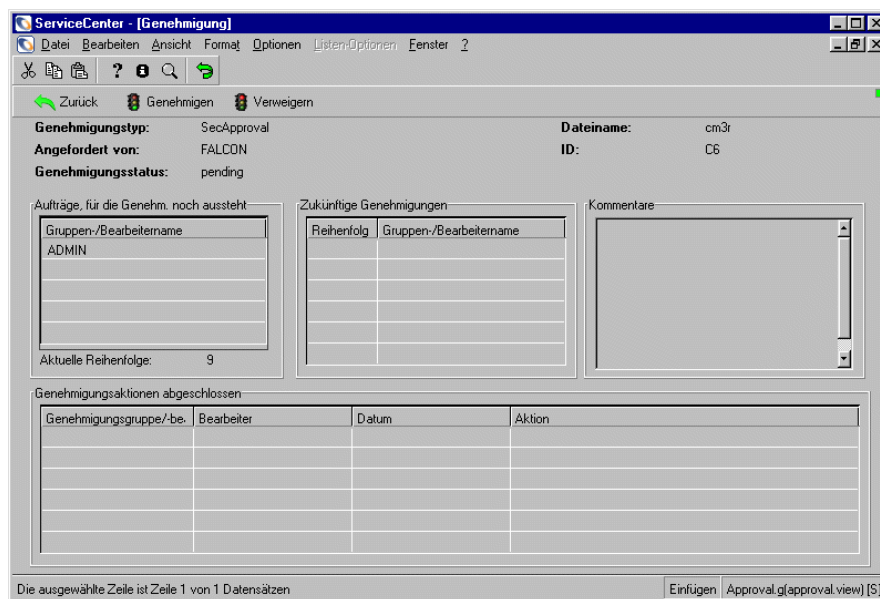 ServiceCenter - [Genehmigung]
Datei Bearbeiten Ansicht Format Optionen Listen-Optionen Fenster ?
Zurück Genehmigen Verweigern
Genehmigungstyp: SecApproval Dateiname: cm3r
Angefordert von: FALCON ID: C6
Genehmigungsstatus: pending
Aufträge, für die Genehm. noch aussteht Zukünftige Genehmigungen Kommentare
Gruppen-/Bearbeitername Reihenfolg Gruppen-/Bearbeitername
ADMIN
Aktuelle Reihenfolge: 9
Genehmigungsaktionen abgeschlossen
Genehmigungsgruppe/-be. Bearbeiter Datum Aktion
Die ausgewählte Zeile ist Zeile 1 von 1 Datensätzen Einfügen Approval.g(approval.view) [S]